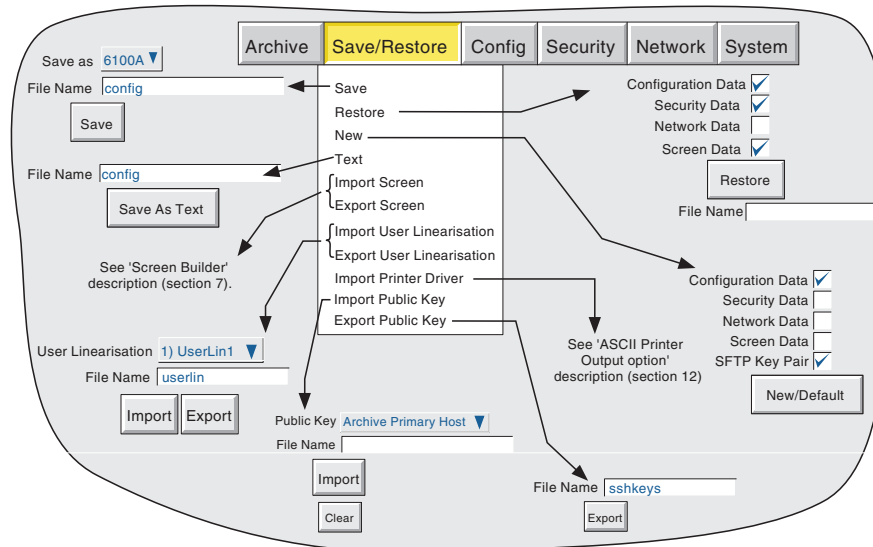 Archive
Save/Restore
Config
Security
Network
System
Save as 6100A
File Name config
Save
File Name config
Save As Text
See 'Screen Builder'
description (section 7).
User Linearisation 1) UserLin1
File Name userlin
Import
Export
Save
Restore
New
Text
Import Screen
Export Screen
Import User Linearisation
Export User Linearisation
Import Printer Driver
Import Public Key
Export Public Key
Public Key Archive Primary Host
File Name
Import
Clear
Configuration Data
Security Data
Network Data
Screen Data
Restore
File Name
Configuration Data
Security Data
Network Data
Screen Data
SFTP Key Pair
New/Default
See 'ASCII Printer
Output option'
description (section 12)
File Name sshkeys
Export